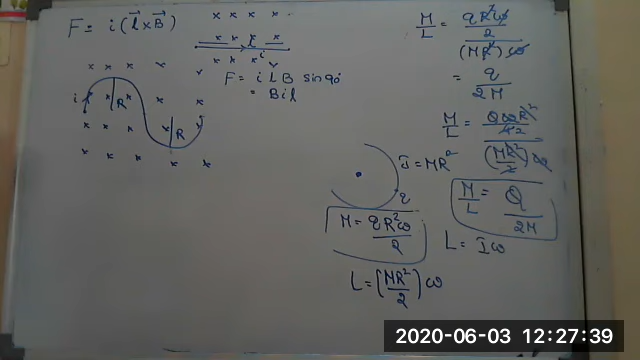 F = i(l⃗ × B⃗)
i
F = i L B sin 90°
= Bil
i
R
R
M/L = (qR²ω/2)/((MR²)ω)
= q/2M
M/L = (QωR²/42)/((MR²/2)ω)
M/L = Q/2M
L = Iω
I = MR²
q
M = qR²ω/2
L = (MR²/2)ω
2020-06-03 12:27:39